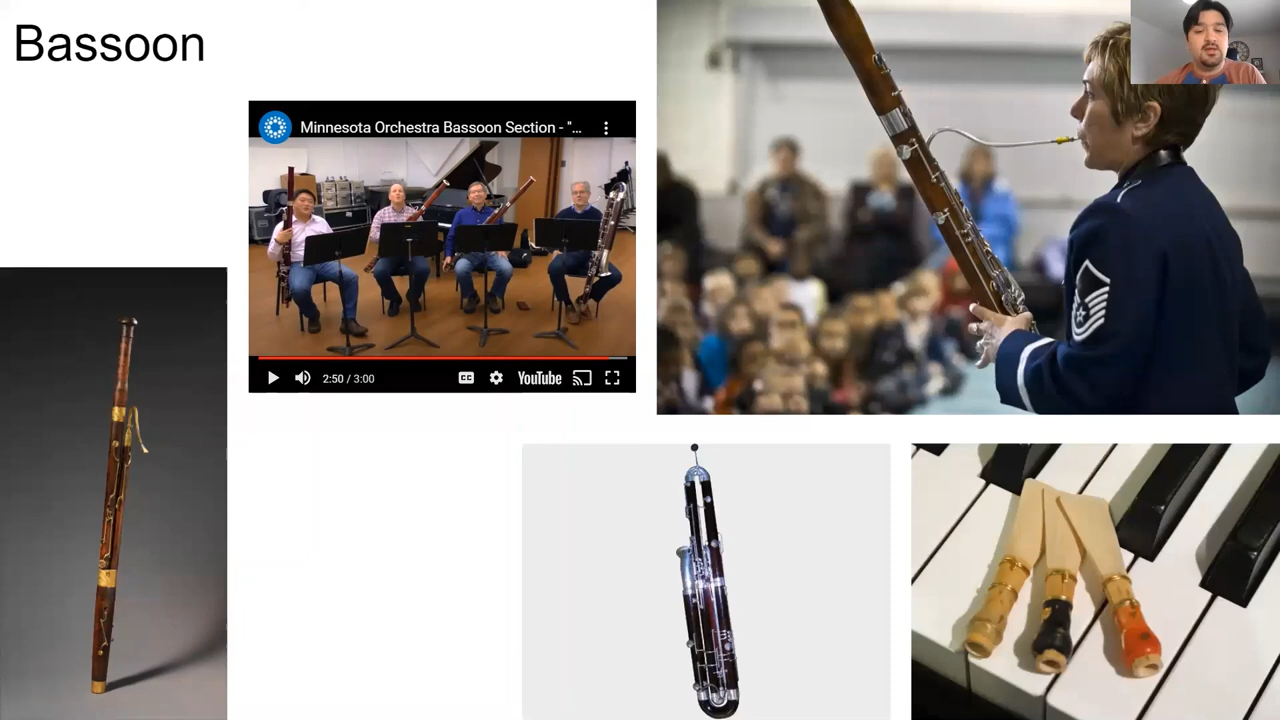 Bassoon
Minnesota Orchestra Bassoon Section - "...
2:50 / 3:00
CC
YouTube